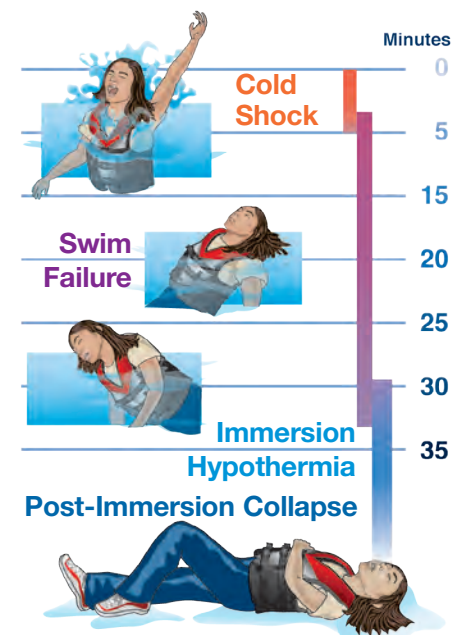 Minutes
0
Cold
Shock
5
15
Swim
Failure
20
25
30
Immersion
Hypothermia
35
Post-Immersion Collapse